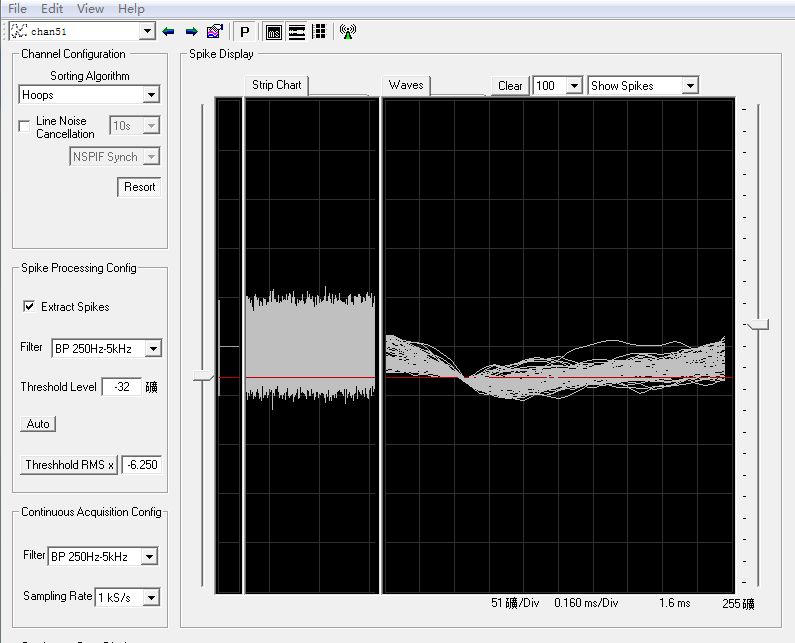 File Edit View Help
chan51
P
ms
Channel Configuration
Sorting Algorithm
Hoops
Line Noise
Cancellation
10s
NSPIF Synch
Resort
Spike Processing Config
Extract Spikes
Filter BP 250Hz-5kHz
Threshold Level -32 礦
Auto
Threshhold RMS x -6.250
Continuous Acquisition Config
Filter BP 250Hz-5kHz
Sampling Rate 1 kS/s
Spike Display
Strip Chart
Waves
Clear 100 Show Spikes
51 礦/Div 0.160 ms/Div 1.6 ms 255 礦